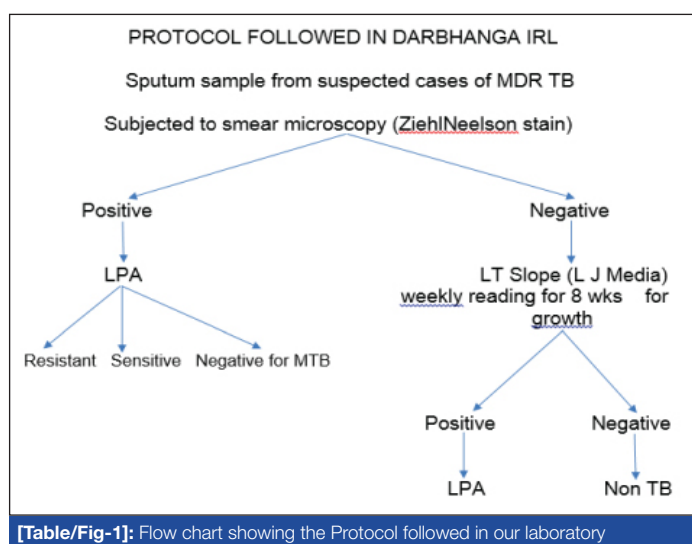 PROTOCOL FOLLOWED IN DARBHANGA IRL
Sputum sample from suspected cases of MDR TB
Subjected to smear microscopy (ZiehlNeelson stain)
Positive
Negative
LPA
LT Slope (L J Media)
weekly reading for 8 wks for
growth
Resistant Sensitive Negative for MTB
Positive
Negative
LPA
Non TB
[Table/Fig-1]: Flow chart showing the Protocol followed in our laboratory